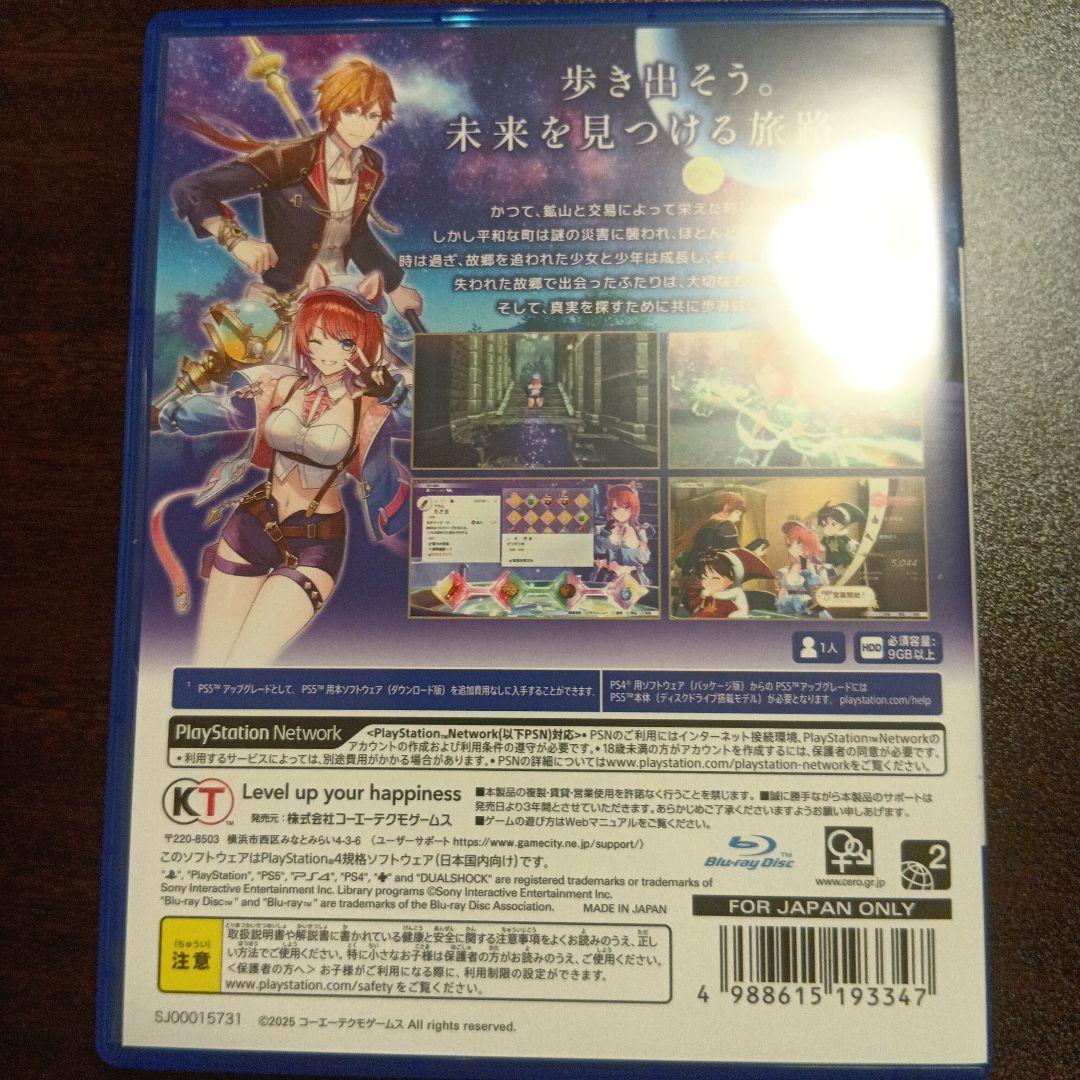 歩き出そう。
未来を見つける旅路
かつて、鉱山と交易によって栄えた町
しかし平和な町は謎の災害に襲われ、ほとんど
時は過ぎ、故郷を追われた少女と少年は成長し、それ
失われた故郷で出会ったふたりは、大切な
そして、真実を探すために共に歩み
5,044
営業開始!
1人
HDD 必須容量:
9GB以上
PS5™アップグレードとして、PS5™用本ソフトウェア(ダウンロード版)を追加費用なしに入手することができます。
PS4®用ソフトウェア(パッケージ版)からのPS5™アップグレードには
PS5™本体(ディスクドライブ搭載モデル)が必要となります。 playstation.com/help
PlayStation Network <PlayStation™Network(以下PSN)対応>• PSNのご利用にはインターネット接続環境、PlayStation™Networkの
アカウントの作成および利用条件の遵守が必要です。• 18歳未満の方がアカウントを作成するには、保護者の同意が必要です。
• 利用するサービスによっては、別途費用がかかる場合があります。• PSNの詳細についてはwww.playstation.com/playstation-networkをご覧ください。
KT™ Level up your happiness
発売元:株式会社コーエーテクモゲームス
■本製品の複製・賃貸・営業使用を許諾なく行うことを禁じます。 ■誠に勝手ながら本製品のサポートは
発売日より3年間とさせていただきます。あらかじめご了承くださいますようお願い申しあげます。
■ゲームの遊び方はWebマニュアルをご覧ください。
〒220-8503 横浜市西区みなとみらい4-3-6 〈ユーザーサポート https://www.gamecity.ne.jp/support/〉
このソフトウェアはPlayStation®4規格ソフトウェア(日本国内向け)です。
"PlayStation", "PS5", "PS4", "PS4", and "DUALSHOCK" are registered trademarks or trademarks of
Sony Interactive Entertainment Inc. Library programs ©Sony Interactive Entertainment Inc.
"Blu-ray Disc™" and "Blu-ray™" are trademarks of the Blu-ray Disc Association. MADE IN JAPAN
Blu-ray Disc™
www.cero.gr.jp
2
FOR JAPAN ONLY
(ちゅうい)
注意
取扱説明書や解説書に書かれている健康と安全に関する注意事項をよくお読みのうえ、正し
い方法でご使用ください。特に小さなお子様は保護者の方がお読みのうえ、ご使用ください。
<保護者の方へ> お子様がご利用になる際に、利用制限の設定ができます。
www.playstation.com/safety をご覧ください。
4 988615 193347
SJ00015731 ©2025 コーエーテクモゲームス All rights reserved.